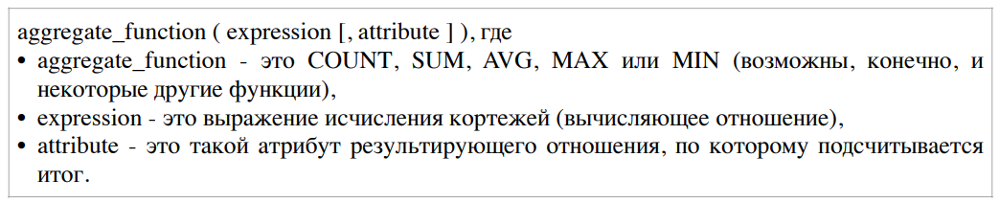 aggregate_function ( expression [, attribute ] ), где
• aggregate_function - это COUNT, SUM, AVG, MAX или MIN (возможны, конечно, и
некоторые другие функции),
• expression - это выражение исчисления кортежей (вычисляющее отношение),
• attribute - это такой атрибут результирующего отношения, по которому подсчитывается
итог.